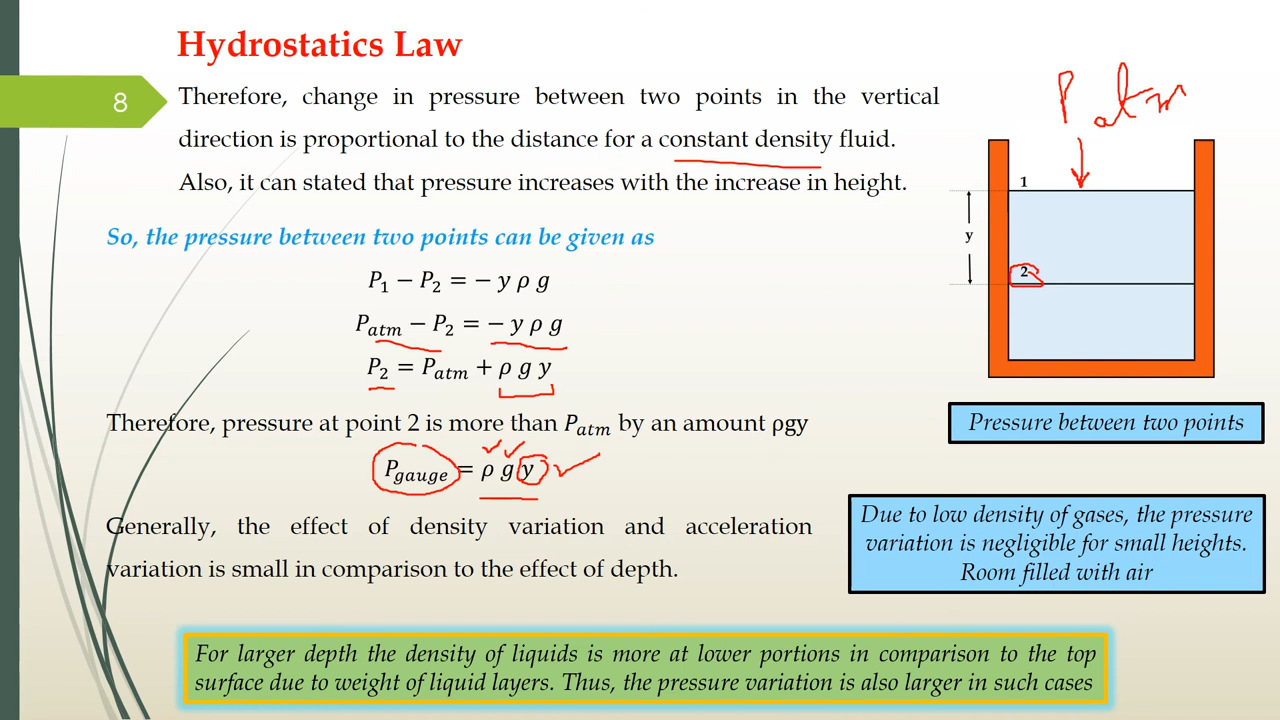 Hydrostatics Law
8
Therefore, change in pressure between two points in the vertical
direction is proportional to the distance for a constant density fluid.
Also, it can stated that pressure increases with the increase in height.
So, the pressure between two points can be given as
P₁ − P₂ = − y ρ g
Pₐₜₘ − P₂ = − y ρ g
P₂ = Pₐₜₘ + ρ g y
Therefore, pressure at point 2 is more than Pₐₜₘ by an amount ρgy
P_gauge = ρ g y
Generally, the effect of density variation and acceleration
variation is small in comparison to the effect of depth.
P atm
1
y
2
Pressure between two points
Due to low density of gases, the pressure
variation is negligible for small heights.
Room filled with air
For larger depth the density of liquids is more at lower portions in comparison to the top
surface due to weight of liquid layers. Thus, the pressure variation is also larger in such cases